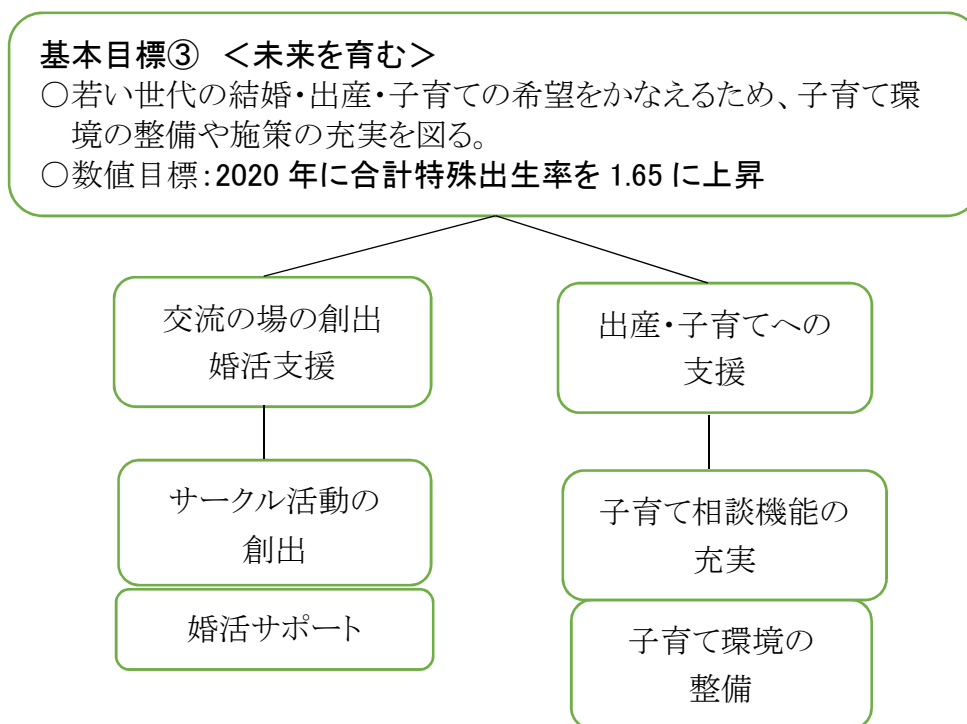 基本目標③ <未来を育む>
○若い世代の結婚・出産・子育ての希望をかなえるため、子育て環
境の整備や施策の充実を図る。
○数値目標:2020 年に合計特殊出生率を 1.65 に上昇
交流の場の創出
婚活支援
サークル活動の
創出
婚活サポート
出産・子育てへの
支援
子育て相談機能の
充実
子育て環境の
整備